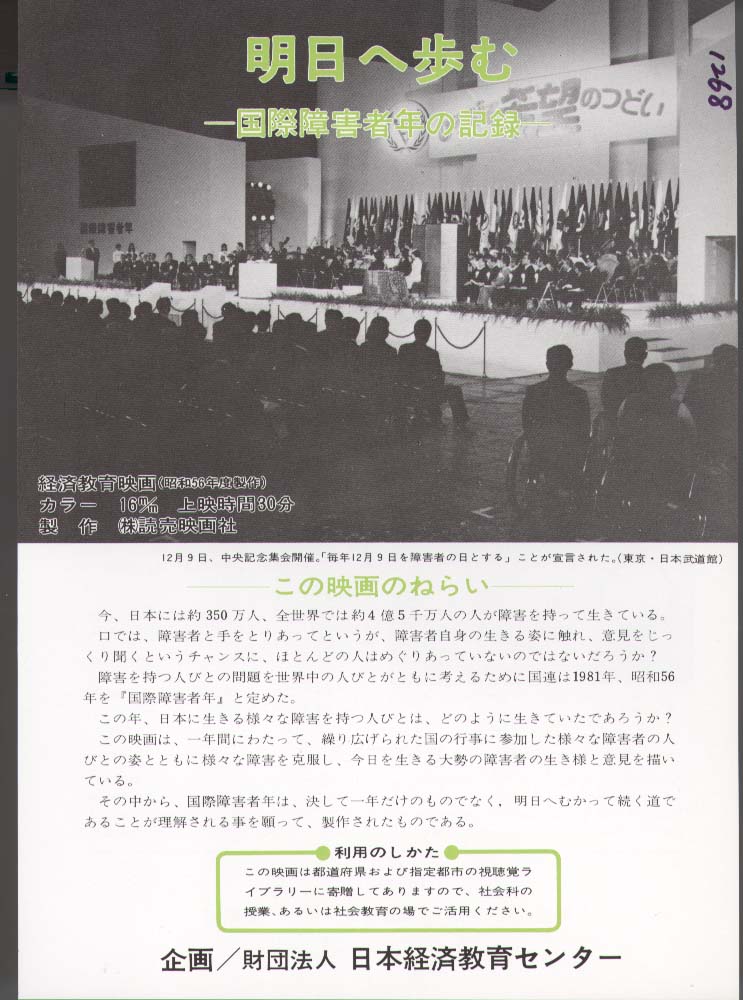 明日へ歩む
―国際障害者年の記録―
1268
のつどい
国際障害者年
経済教育映画(昭和56年度製作)
カラー 16㎜ 上映時間30分
製作 ㈱読売映画社
12月9日、中央記念集会開催。「毎年12月9日を障害者の日とする」ことが宣言された。(東京・日本武道館)
この映画のねらい
今、日本には約350万人、全世界では約4億5千万人の人が障害を持って生きている。
口では、障害者と手をとりあってというが、障害者自身の生きる姿に触れ、意見をじっ
くり聞くというチャンスに、ほとんどの人はめぐりあっていないのではないだろうか?
障害を持つ人びとの問題を世界中の人びとがともに考えるために国連は1981年、昭和56
年を『国際障害者年』と定めた。
この年、日本に生きる様々な障害を持つ人びとは、どのように生きていたであろうか?
この映画は、一年間にわたって、繰り広げられた国の行事に参加した様々な障害者の人
びとの姿とともに様々な障害を克服し、今日を生きる大勢の障害者の生き様と意見を描い
ている。
その中から、国際障害者年は、決して一年だけのものでなく，明日へむかって続く道で
あることが理解される事を願って、製作されたものである。
利用のしかた
この映画は都道府県および指定都市の視聴覚ラ
イブラリーに寄贈してありますので、社会科の
授業、あるいは社会教育の場でご活用ください。
企画／財団法人 日本経済教育センター